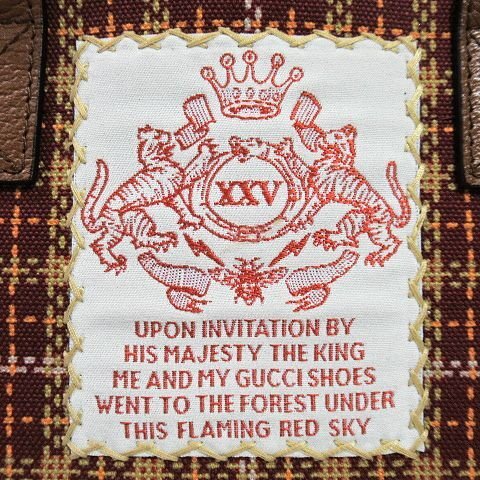 XXV
UPON INVITATION BY
HIS MAJESTY THE KING
ME AND MY GUCCI SHOES
WENT TO THE FOREST UNDER
THIS FLAMING RED SKY